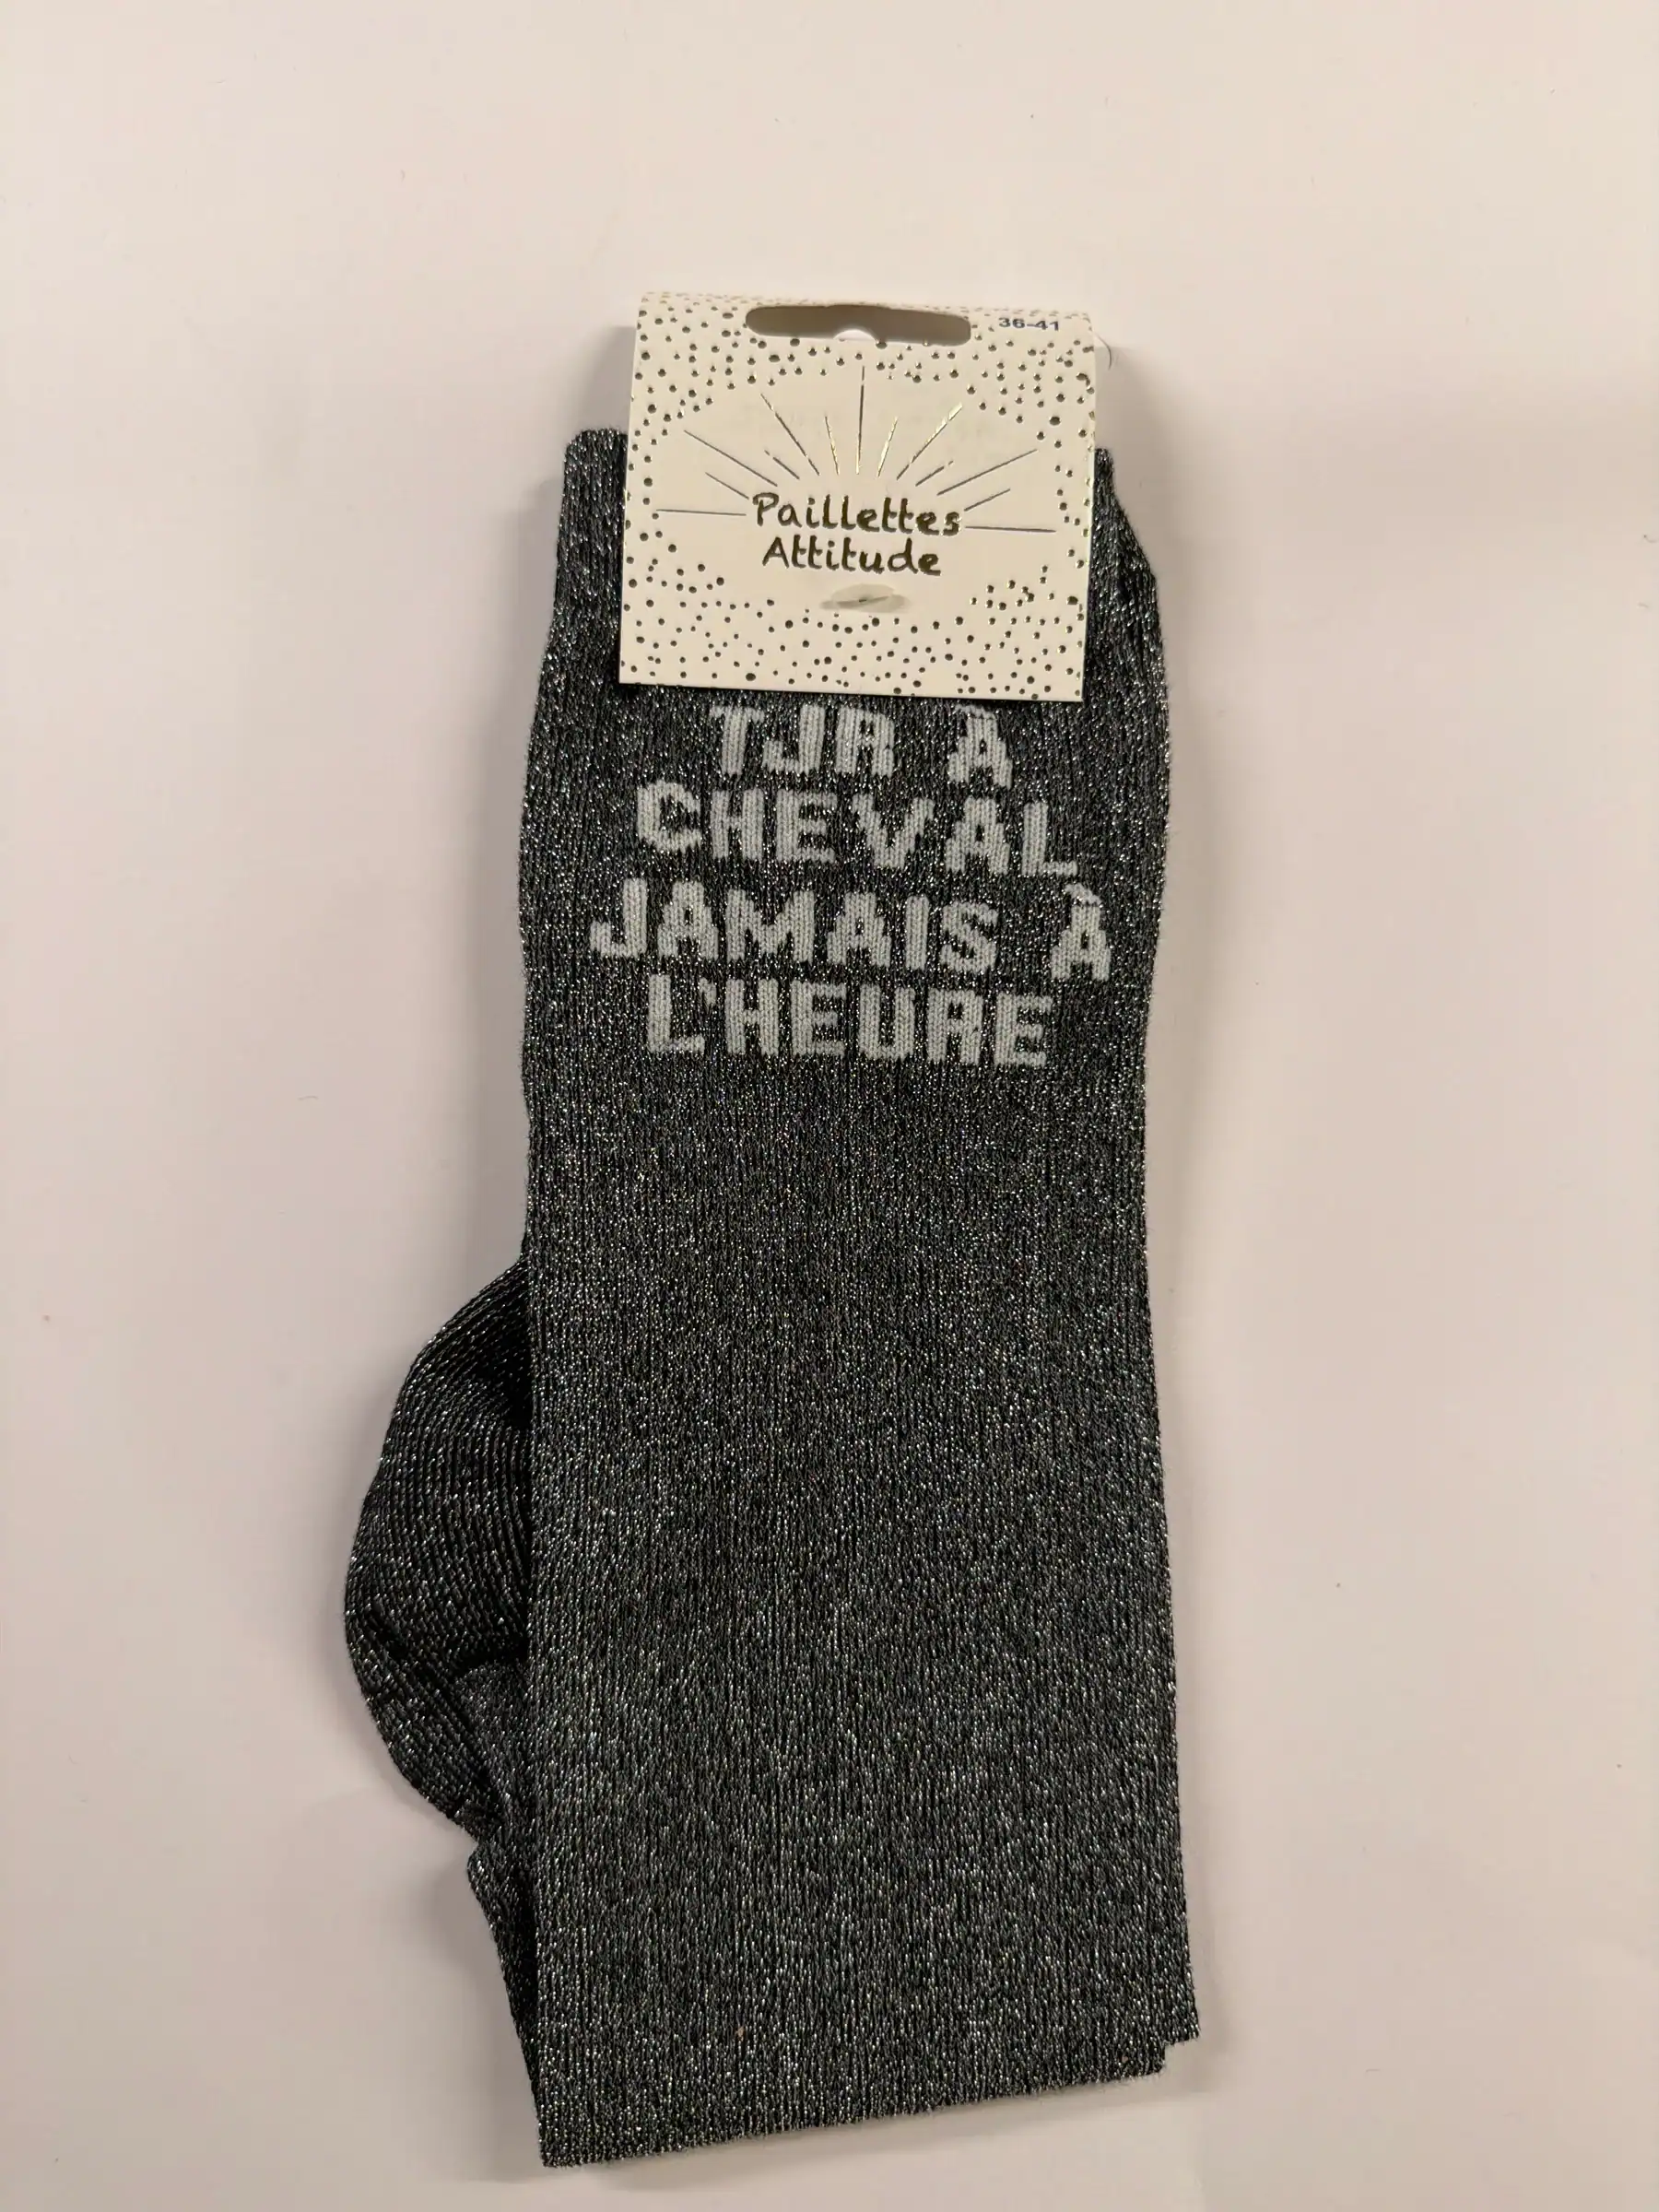 36-41
Paillettes
Attitude
TJR À
CHEVAL
JAMAIS À
L'HEURE